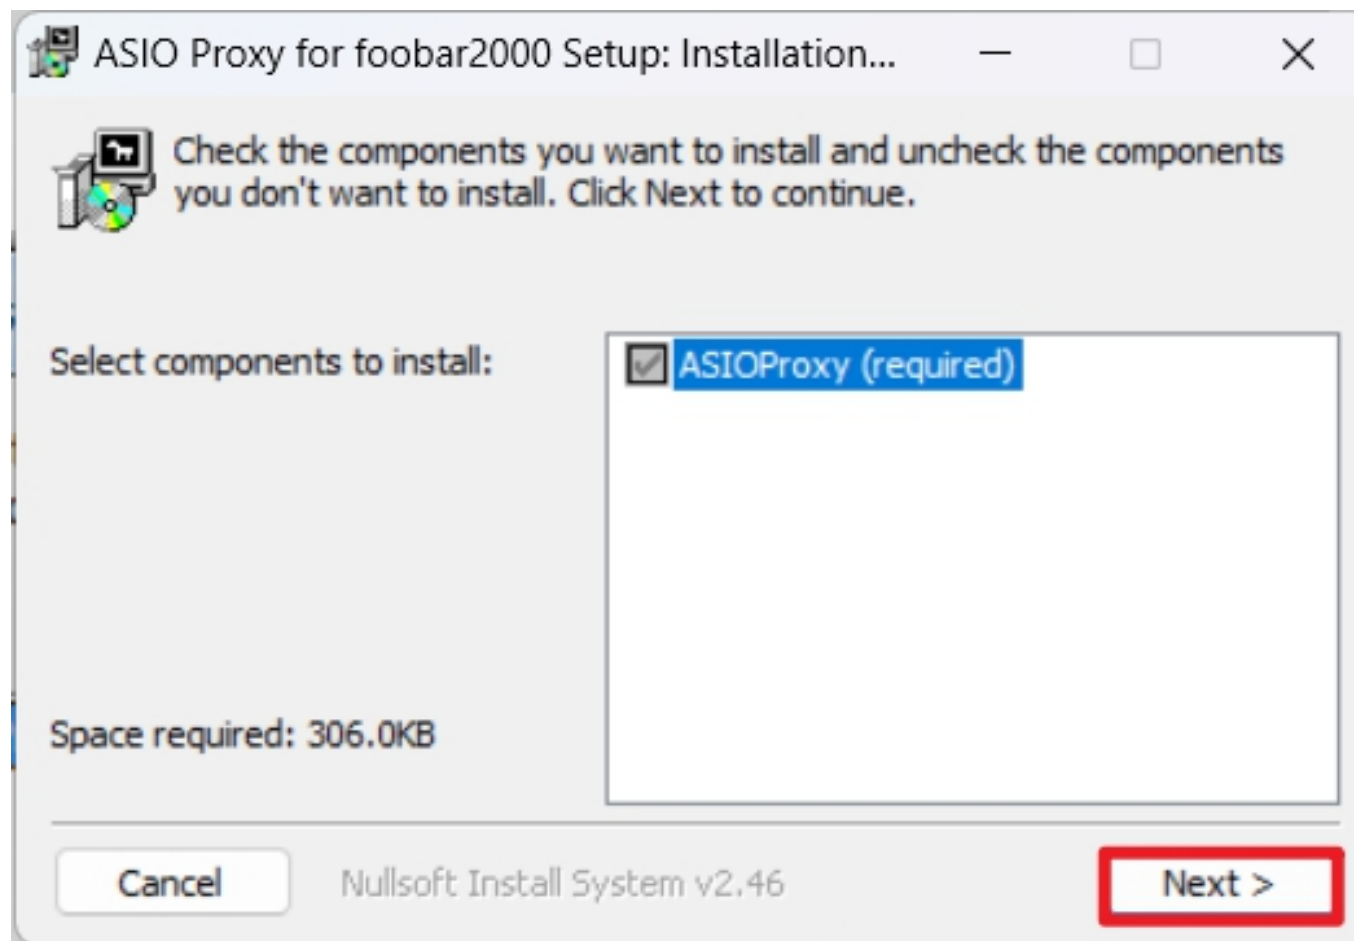 ASIO Proxy for foobar2000 Setup: Installation...
Check the components you want to install and uncheck the components
you don't want to install. Click Next to continue.
Select components to install:
ASIOProxy (required)
Space required: 306.0KB
Cancel
Nullsoft Install System v2.46
Next >